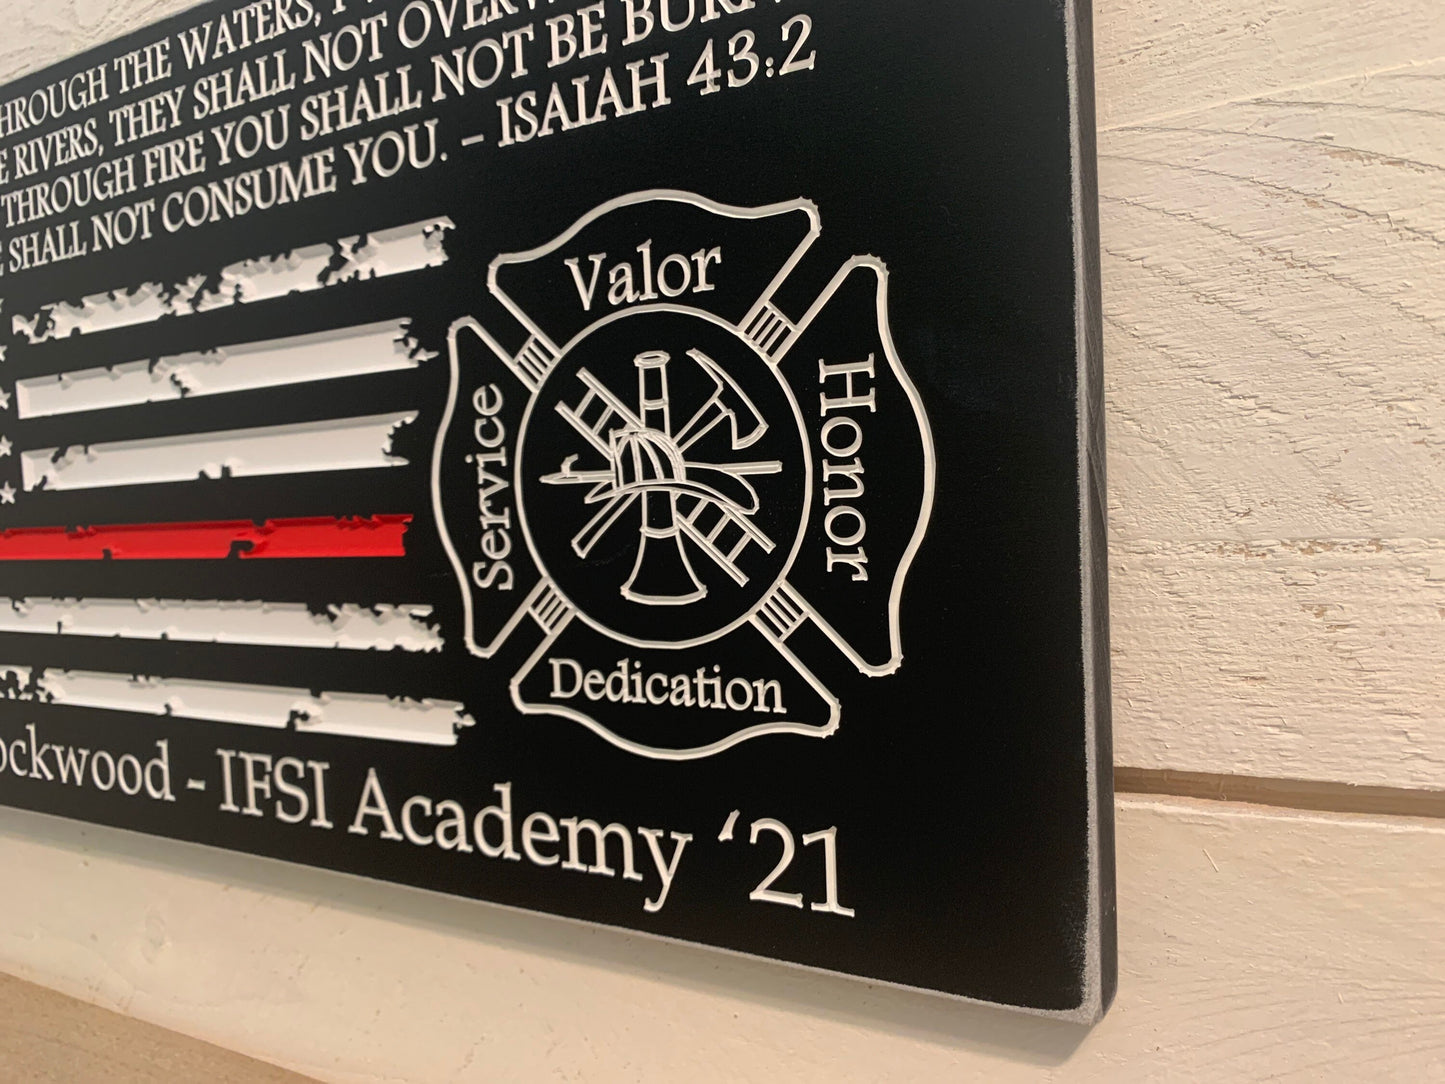 THROUGH THE WATERS,
RIVERS, THEY SHALL NOT
THROUGH FIRE YOU SHALL NOT BE
SHALL NOT CONSUME YOU. - ISAIAH 43:2
Valor
Service
Honor
Dedication
ockwood - IFSI Academy ‘21